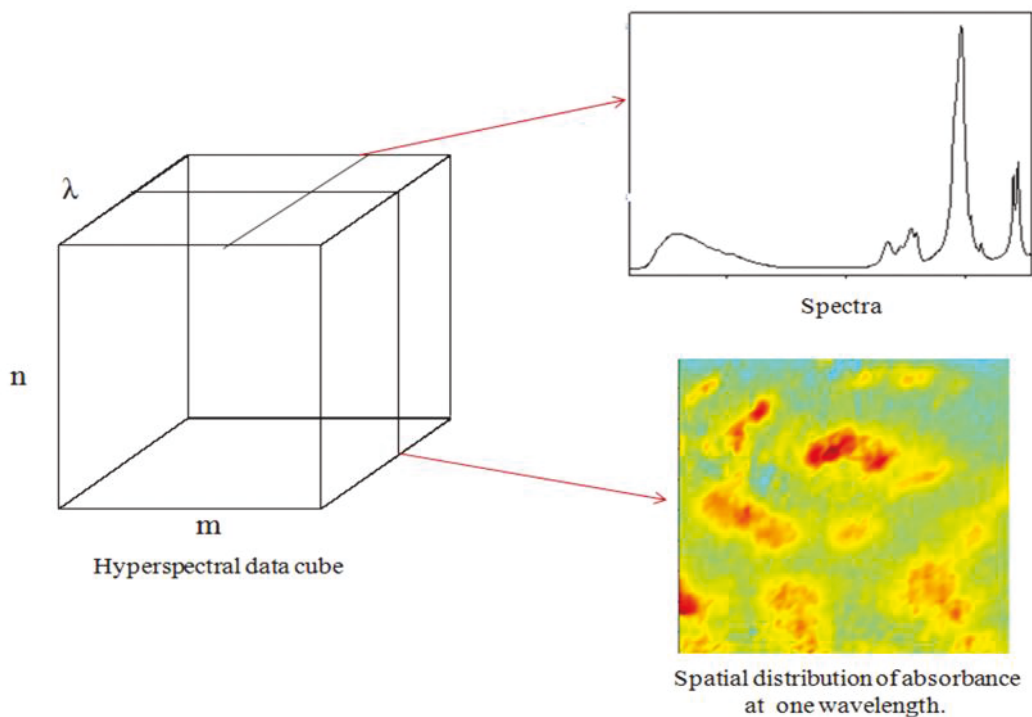 λ
n
m
Hyperspectral data cube
Spectra
Spatial distribution of absorbance
at one wavelength.